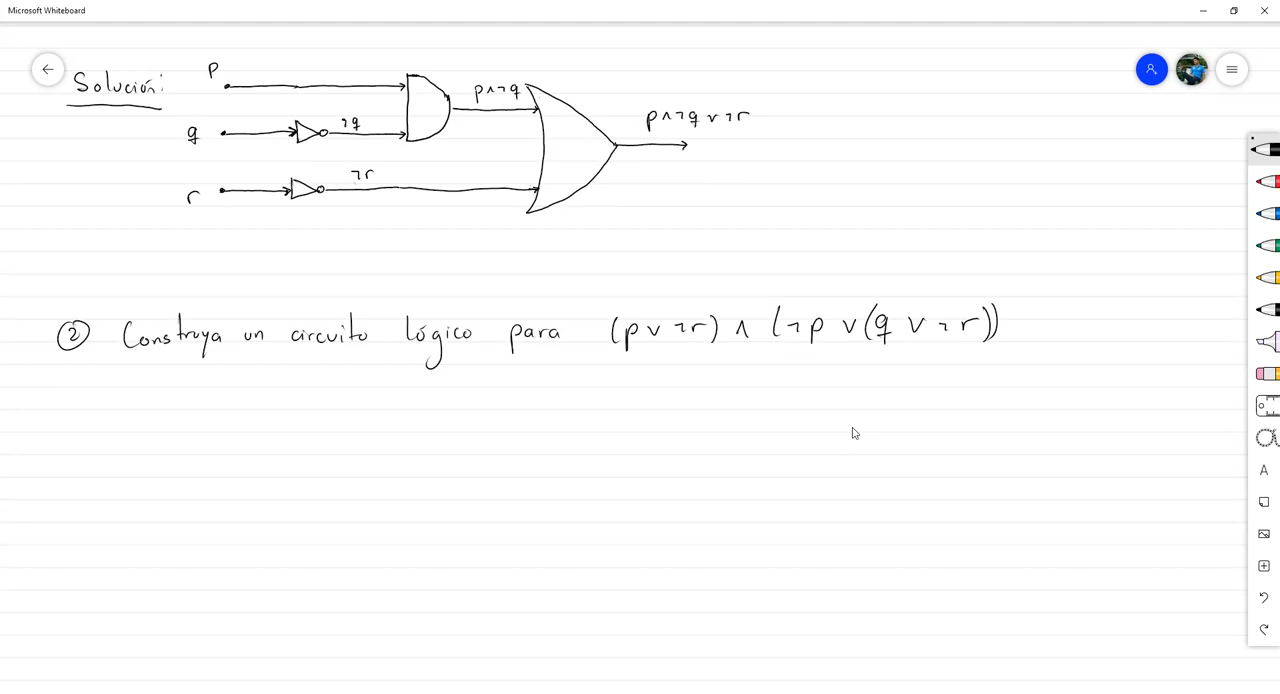 Microsoft Whiteboard
Solución:
p
p∧¬q
p∧¬q ∨ ¬r
q
¬q
¬r
r
② Construya un circuito lógico para (p ∨ ¬r) ∧ (¬p ∨ (q ∨ ¬r))
A